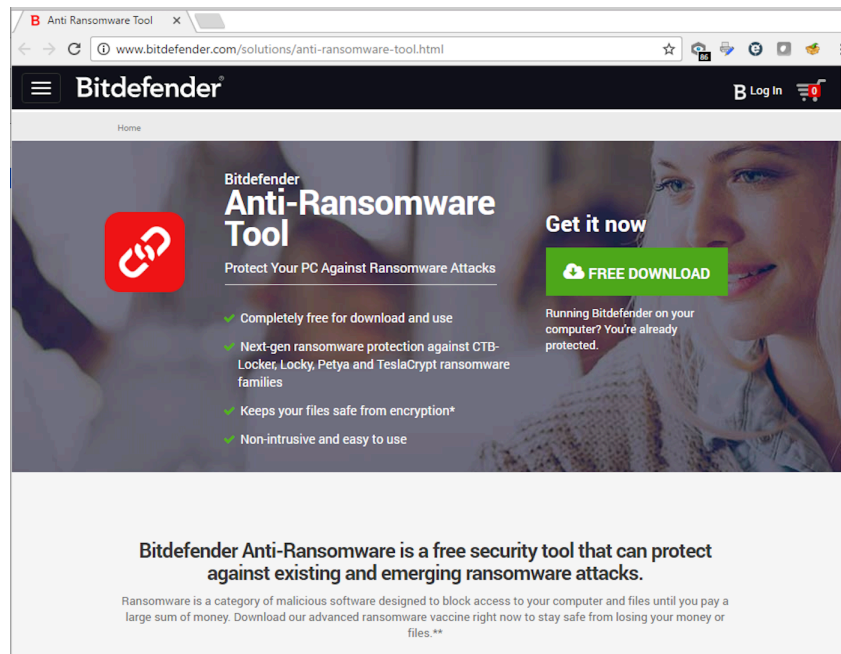 B Anti Ransomware Tool
www.bitdefender.com/solutions/anti-ransomware-tool.html
86
Bitdefender®
B Log In
0
Home
Bitdefender
Anti-Ransomware
Tool
Protect Your PC Against Ransomware Attacks
Completely free for download and use
Next-gen ransomware protection against CTB-
Locker, Locky, Petya and TeslaCrypt ransomware
families
Keeps your files safe from encryption*
Non-intrusive and easy to use
Get it now
FREE DOWNLOAD
Running Bitdefender on your
computer? You're already
protected.
Bitdefender Anti-Ransomware is a free security tool that can protect
against existing and emerging ransomware attacks.
Ransomware is a category of malicious software designed to block access to your computer and files until you pay a
large sum of money. Download our advanced ransomware vaccine right now to stay safe from losing your money or
files.**